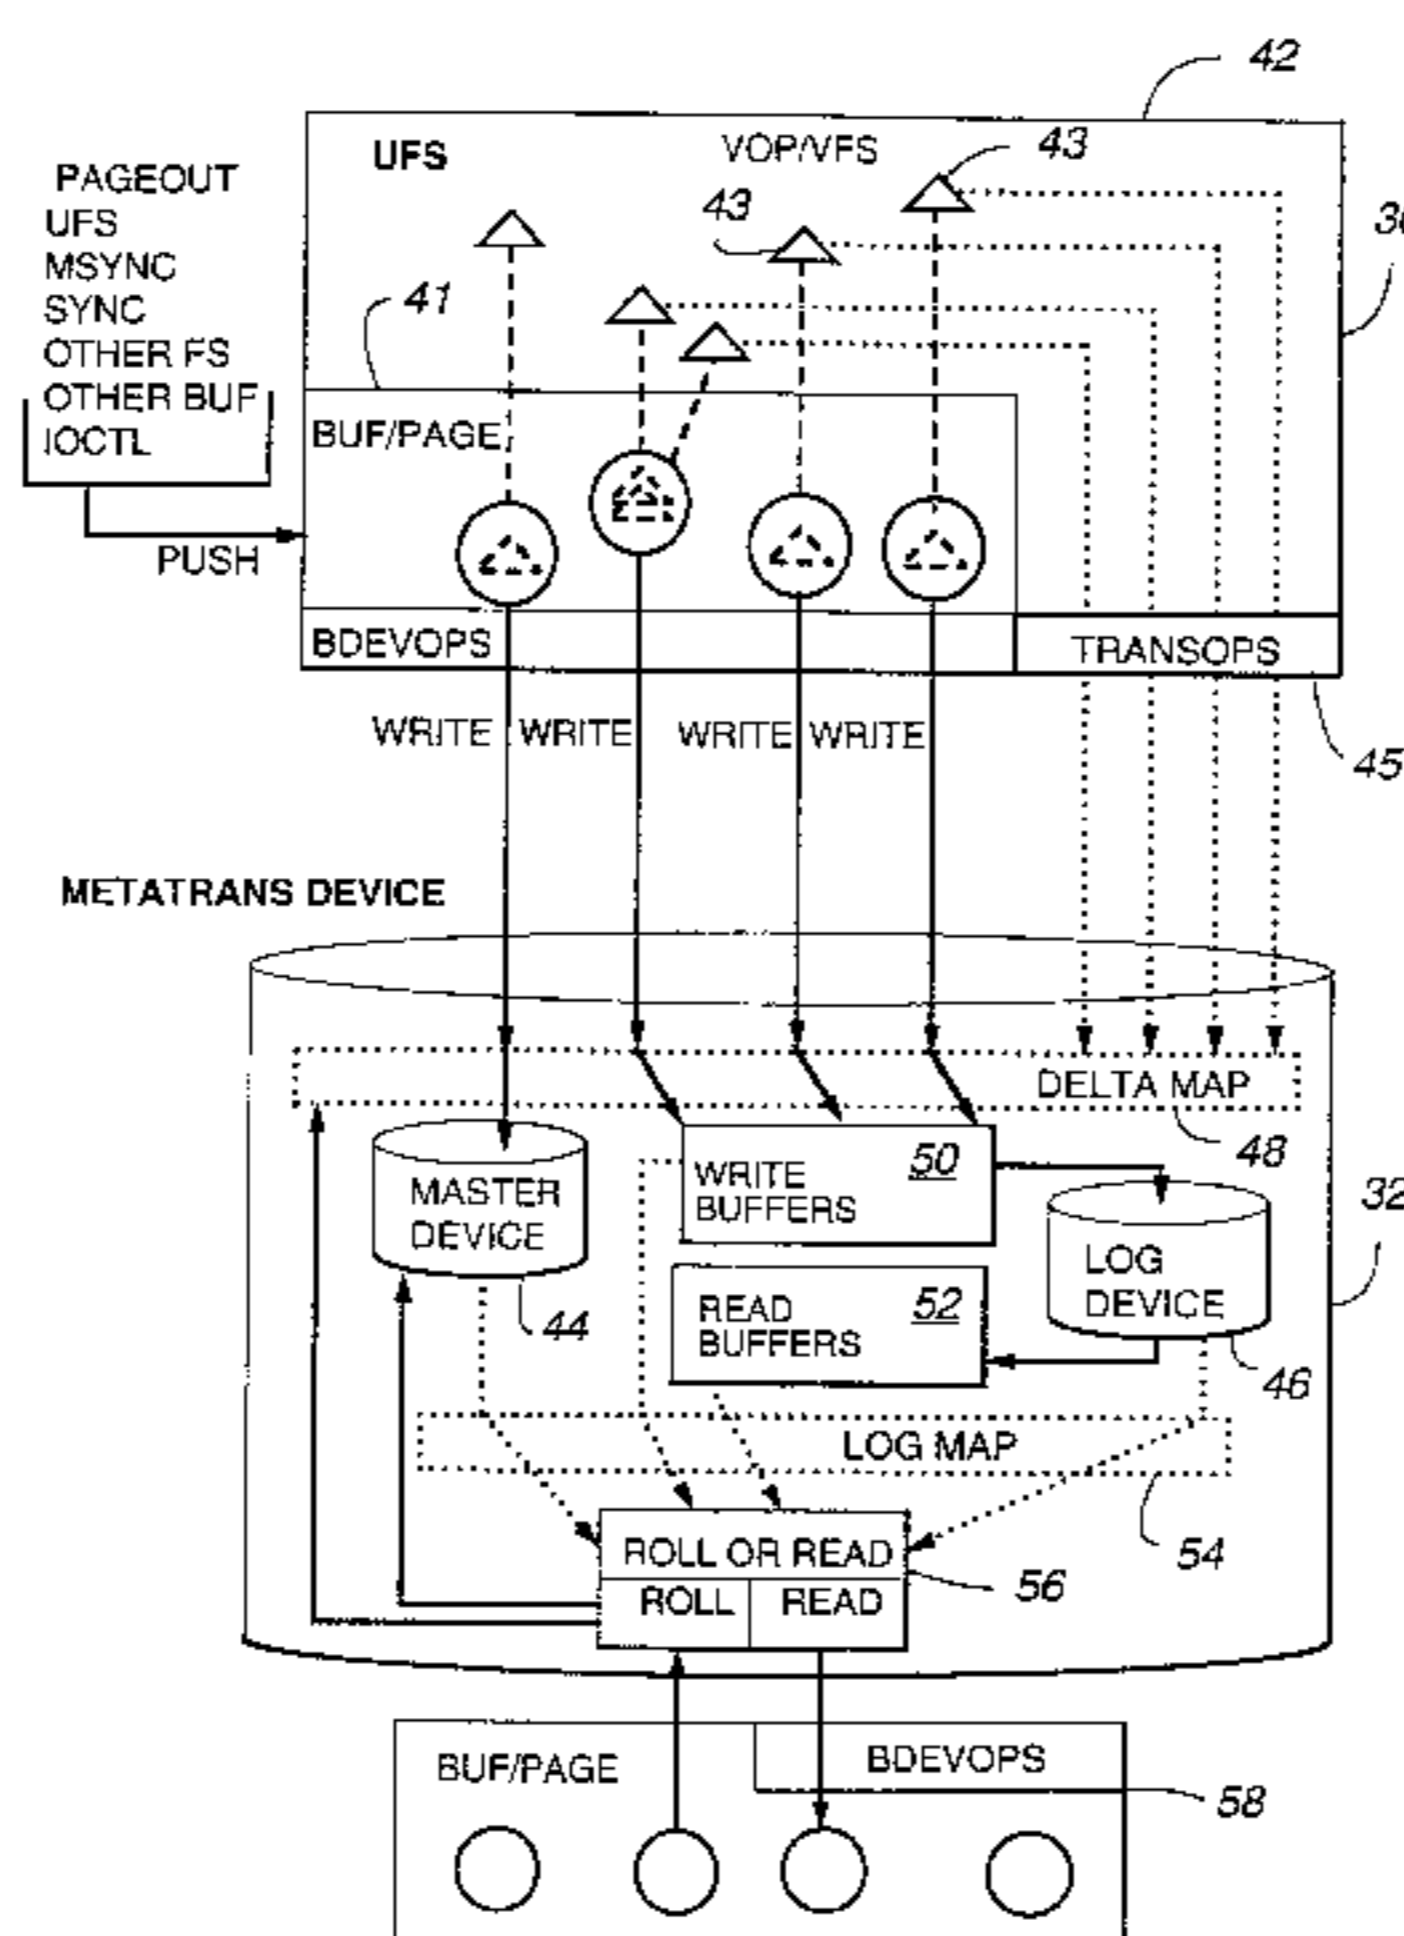 42
UFS
VOP/VFS
43
PAGEOUT
UFS
MSYNC
SYNC
OTHER FS
OTHER BUF
IOCTL
43
41
BUF/PAGE
PUSH
BDEVOPS
TRANSOPS
WRITE WRITE WRITE WRITE
45
METATRANS DEVICE
DELTA MAP
48
WRITE
BUFFERS
50
MASTER
DEVICE
32
LOG
DEVICE
READ
BUFFERS
52
44
46
LOG MAP
54
ROLL OR READ
ROLL READ
56
BUF/PAGE
BDEVOPS
58